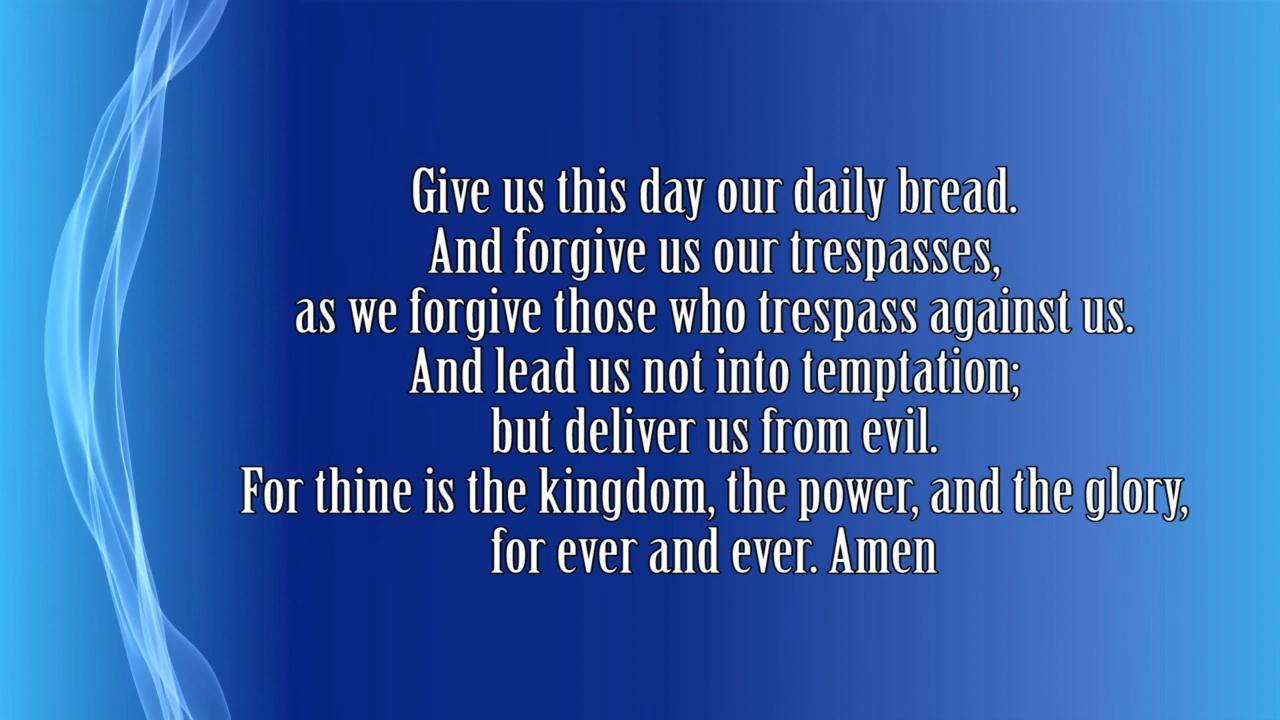 Give us this day our daily bread.
And forgive us our trespasses,
as we forgive those who trespass against us.
And lead us not into temptation;
but deliver us from evil.
For thine is the kingdom, the power, and the glory,
for ever and ever. Amen